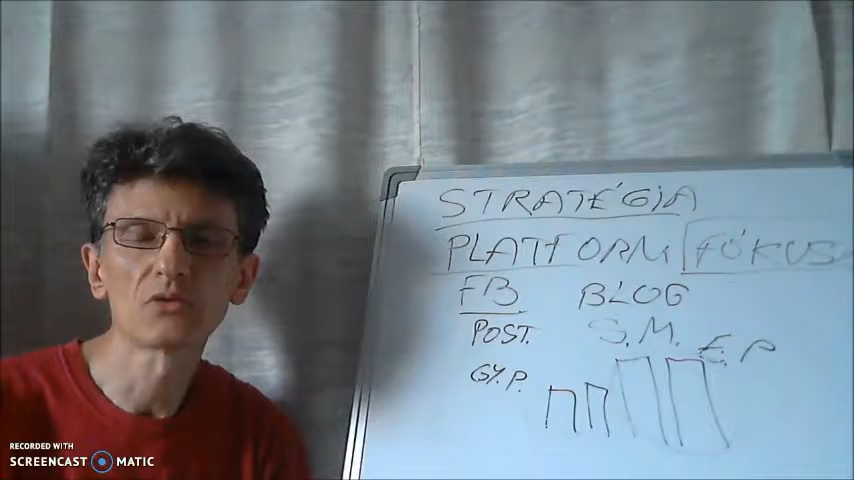 STRATÉGIA
PLATFORM FÓKUSZ
FB BLOG
POST. S.M.
É.P
GY.P.
RECORDED WITH
SCREENCAST MATIC